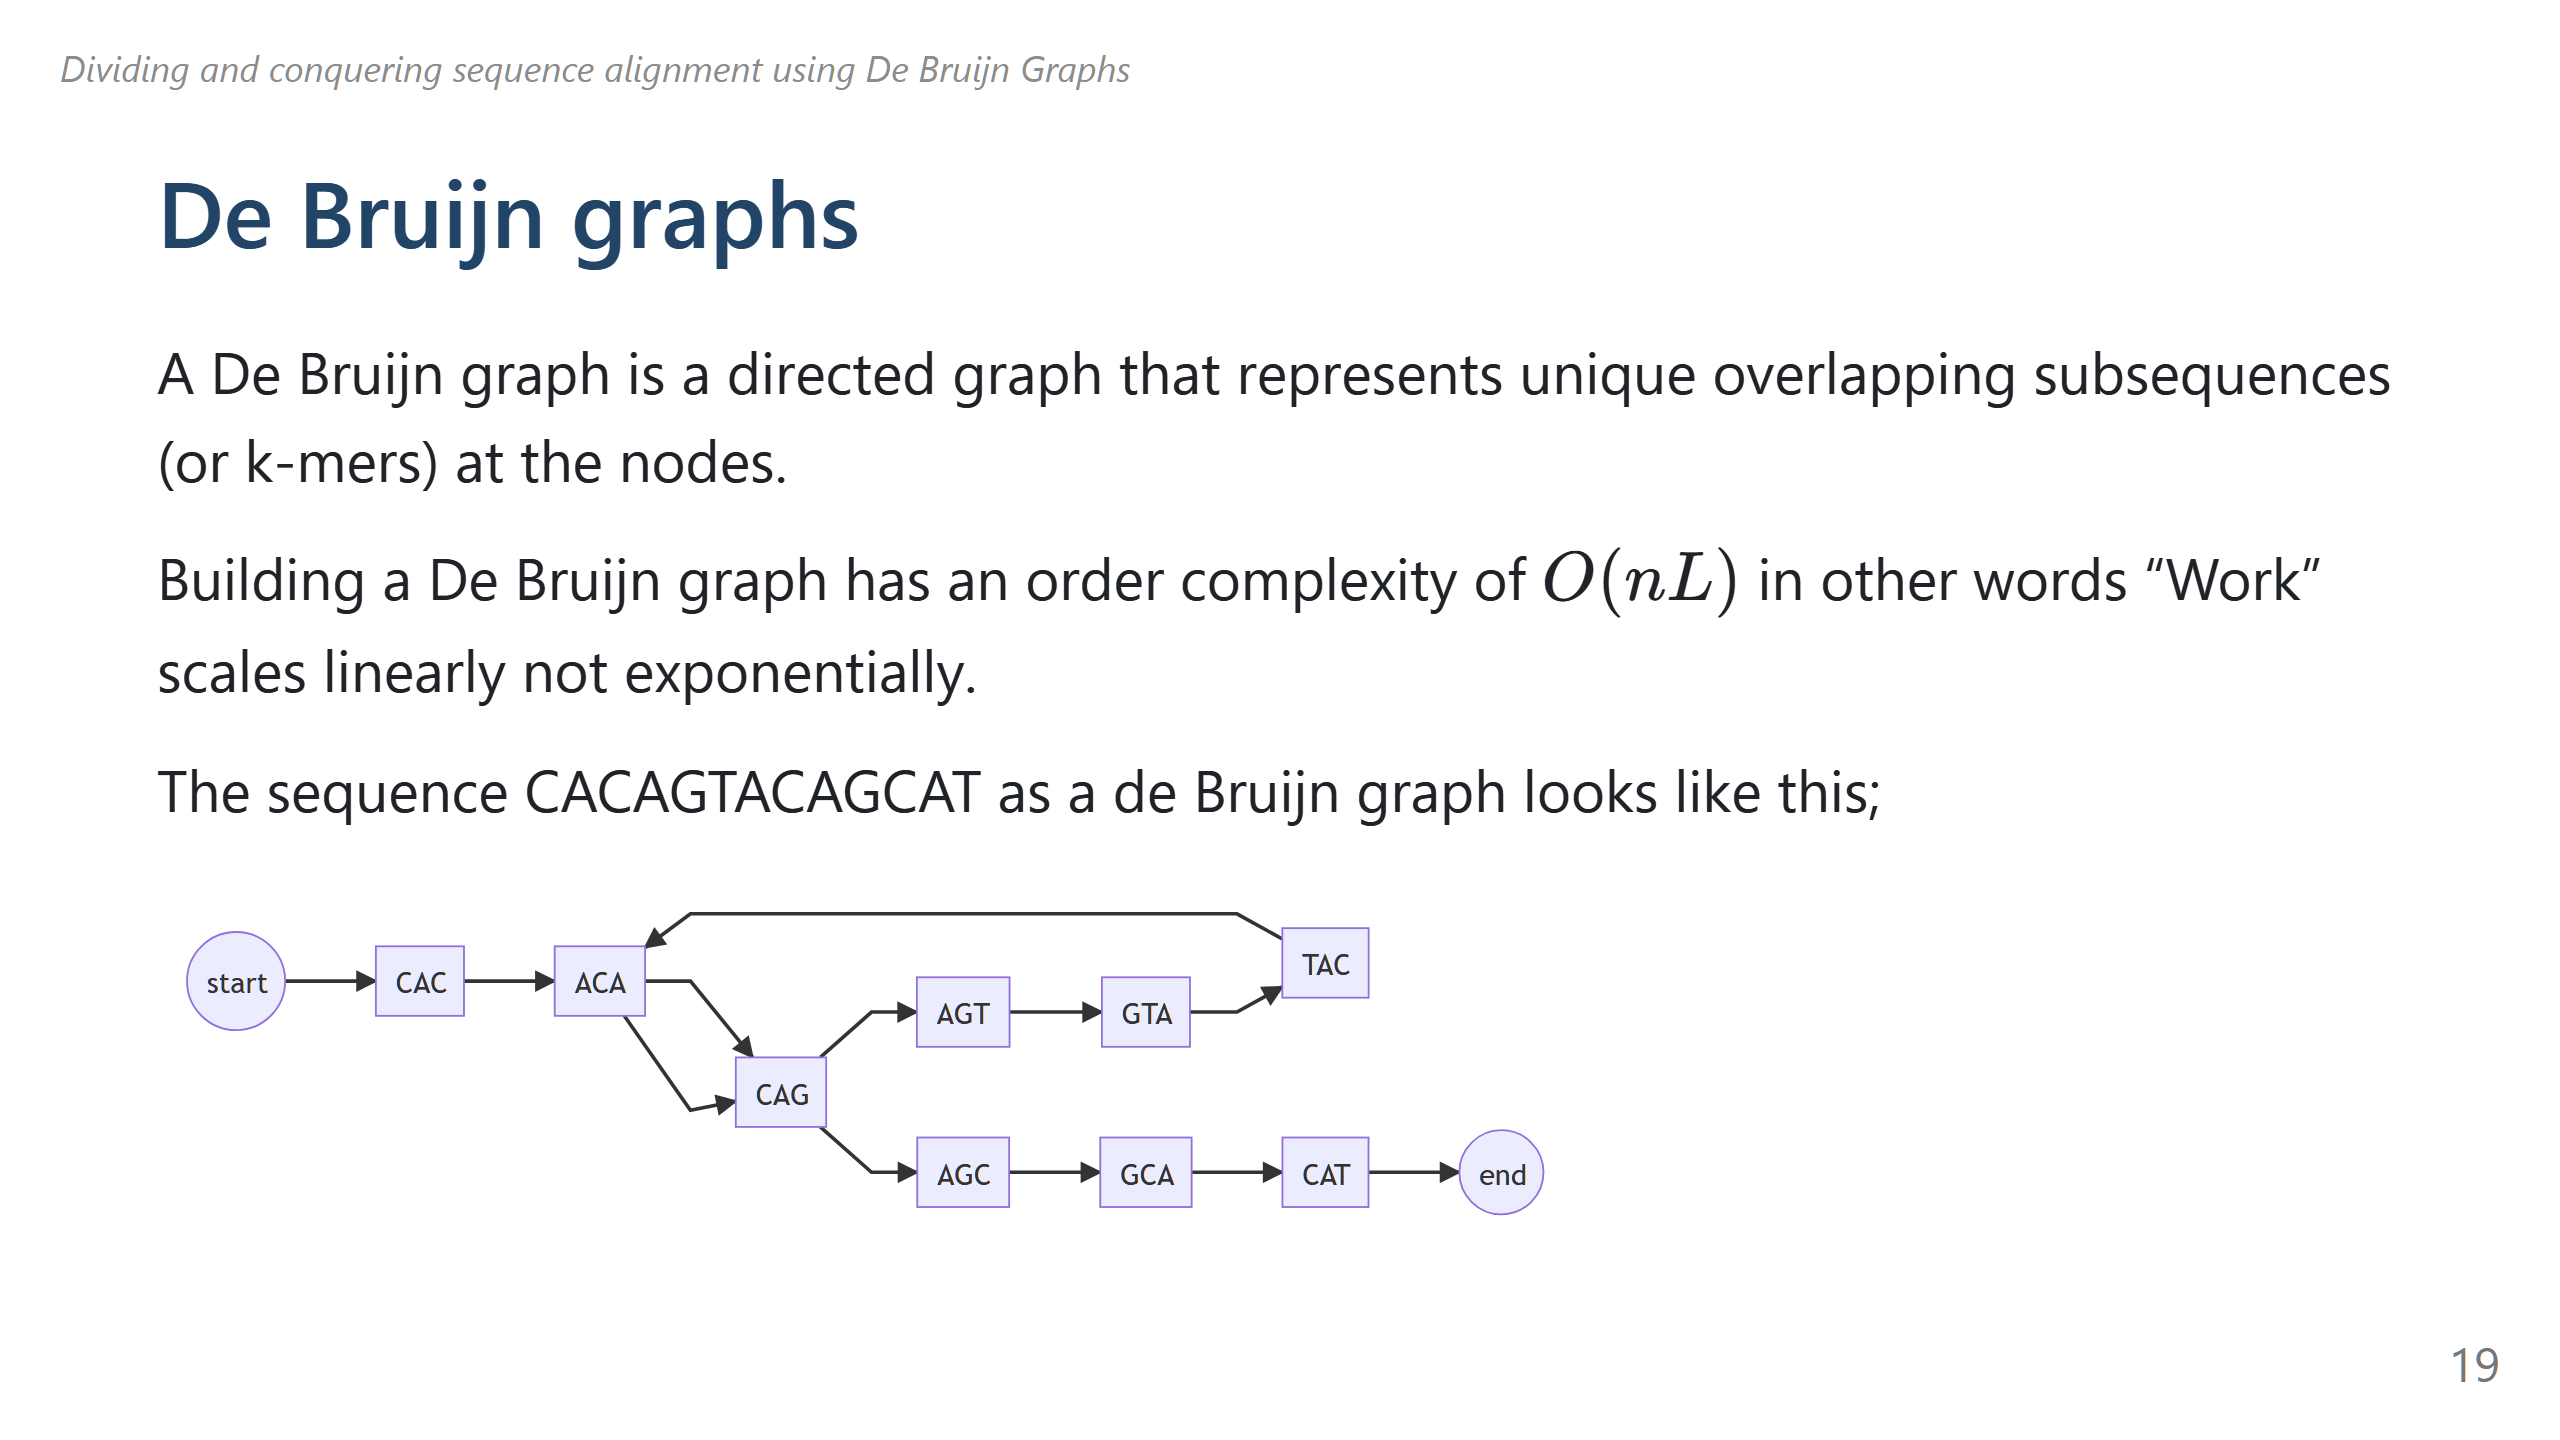 Dividing and conquering sequence alignment using De Bruijn Graphs
De Bruijn graphs
A De Bruijn graph is a directed graph that represents unique overlapping subsequences
(or k-mers) at the nodes.
Building a De Bruijn graph has an order complexity of O(nL) in other words “Work”
scales linearly not exponentially.
The sequence CACAGTACAGCAT as a de Bruijn graph looks like this;
start
CAC
ACA
CAG
AGT
GTA
TAC
AGC
GCA
CAT
end
19